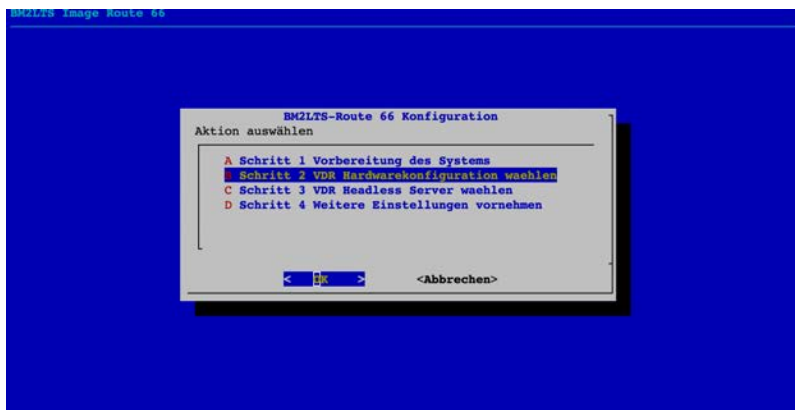 BM2LTS Image Route 66
BM2LTS-Route 66 Konfiguration
Aktion auswählen
A Schritt 1 Vorbereitung des Systems
B Schritt 2 VDR Hardwarekonfiguration waehlen
C Schritt 3 VDR Headless Server waehlen
D Schritt 4 Weitere Einstellungen vornehmen
< OK > <Abbrechen>